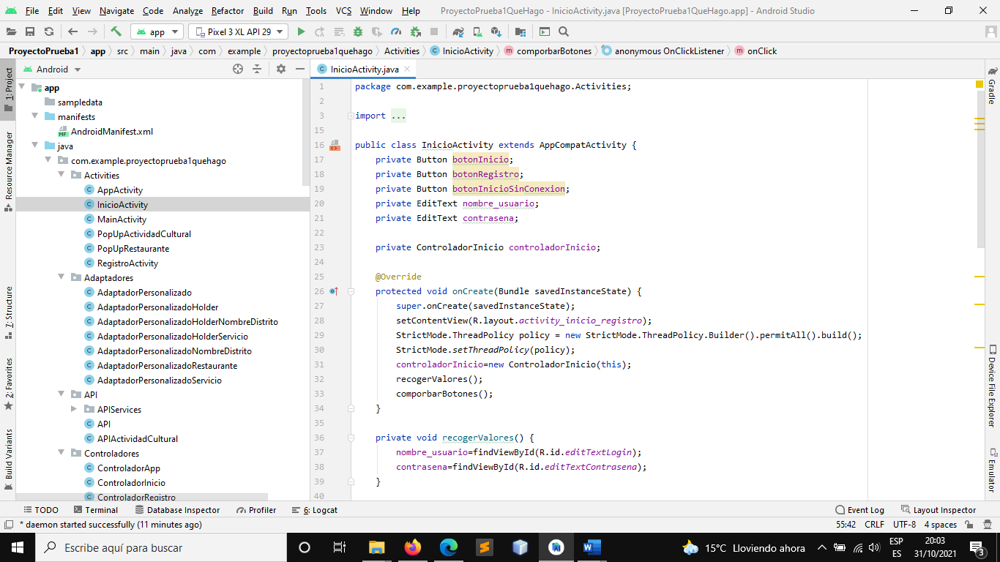 File Edit View Navigate Code Analyze Refactor Build Run Tools VCS Window Help ProyectoPrueba1QueHago - InicioActivity.java [ProyectoPrueba1QueHago.app] - Android Studio
app Pixel 3 XL API 29
ProyectoPrueba1 app src main java com example proyectoprueba1quehago Activities InicioActivity comporbarBotones anonymous OnClickListener onClick
1: Project
Resource Manager
7: Structure
2: Favorites
Build Variants
Android
app
sampledata
manifests
AndroidManifest.xml
java
com.example.proyectoprueba1quehago
Activities
AppActivity
InicioActivity
MainActivity
PopUpActividadCultural
PopUpRestaurante
RegistroActivity
Adaptadores
AdaptadorPersonalizado
AdaptadorPersonalizadoHolder
AdaptadorPersonalizadoHolderNombreDistrito
AdaptadorPersonalizadoHolderServicio
AdaptadorPersonalizadoNombreDistrito
AdaptadorPersonalizadoRestaurante
AdaptadorPersonalizadoServicio
API
APIServices
API
APIActividadCultural
Controladores
ControladorApp
ControladorInicio
ControladorRegistro
InicioActivity.java
1 package com.example.proyectoprueba1quehago.Activities;
2
3 import ...
15
16 public class InicioActivity extends AppCompatActivity {
17 private Button botonInicio;
18 private Button botonRegistro;
19 private Button botonInicioSinConexion;
20 private EditText nombre_usuario;
21 private EditText contrasena;
22
23 private ControladorInicio controladorInicio;
24
25 @Override
26 protected void onCreate(Bundle savedInstanceState) {
27 super.onCreate(savedInstanceState);
28 setContentView(R.layout.activity_inicio_registro);
29 StrictMode.ThreadPolicy policy = new StrictMode.ThreadPolicy.Builder().permitAll().build();
30 StrictMode.setThreadPolicy(policy);
31 controladorInicio=new ControladorInicio(this);
32 recogerValores();
33 comporbarBotones();
34 }
35
36 private void recogerValores() {
37 nombre_usuario=findViewById(R.id.editTextLogin);
38 contrasena=findViewById(R.id.editTextContrasena);
39 }
40
Gradle
Device File Explorer
Emulator
TODO Terminal Database Inspector Profiler 6: Logcat Event Log Layout Inspector
* daemon started successfully (11 minutes ago) 55:42 CRLF UTF-8 4 spaces
Escribe aquí para buscar
15°C Lloviendo ahora
ESP
ES
20:03
31/10/2021
3